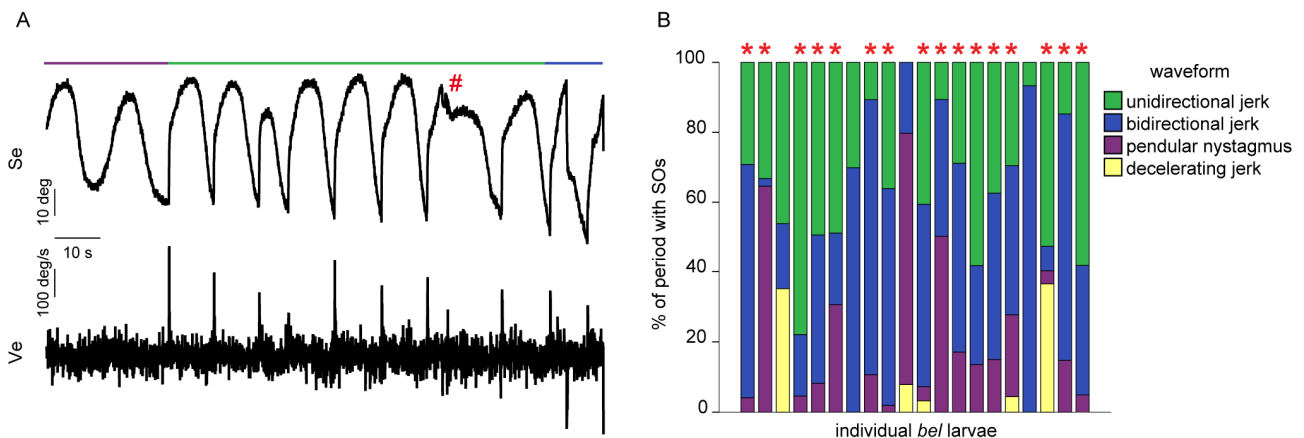 A
#
Se
10 deg
10 s
100 deg/s
Ve
B
* * * * * * * * * * * * * * * *
100
80
60
40
20
0
% of period with SOs
individual bel larvae
waveform
unidirectional jerk
bidirectional jerk
pendular nystagmus
decelerating jerk